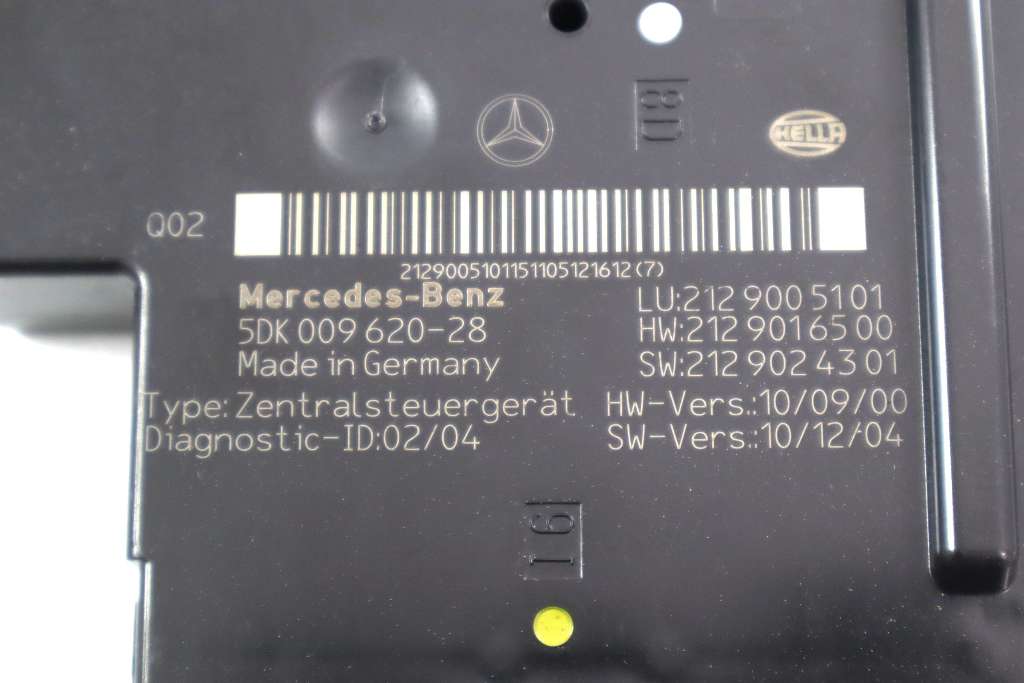 HELLA
Q02
2129005101151105121612(7)
Mercedes-Benz
LU:212 900 51 01
5DK 009 620-28
HW:212 901 65 00
Made in Germany
SW:212 902 43 01
Type: Zentralsteuergerät HW-Vers.:10/09/00
Diagnostic-ID:02/04 SW-Vers.:10/12/04